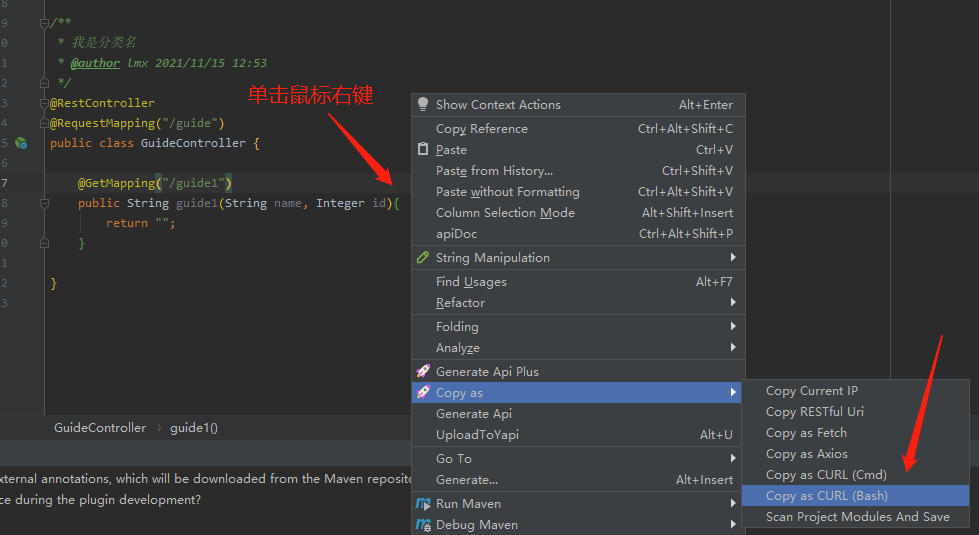 8
9 /**
0 * 我是分类名
1 * @author lmx 2021/11/15 12:53
2 */
3 @RestController
4 @RequestMapping("/guide")
5 public class GuideController {
6
7 @GetMapping("/guide1")
8 public String guide1(String name, Integer id){
9 return "";
0 }
1
2 }
3
单击鼠标右键
Show Context Actions Alt+Enter
Copy Reference Ctrl+Alt+Shift+C
Paste Ctrl+V
Paste from History... Ctrl+Shift+V
Paste without Formatting Ctrl+Alt+Shift+V
Column Selection Mode Alt+Shift+Insert
apiDoc Ctrl+Alt+Shift+P
String Manipulation
Find Usages Alt+F7
Refactor
Folding
Analyze
Generate Api Plus
Copy as
Generate Api
UploadToYapi Alt+U
Go To
Generate... Alt+Insert
Run Maven
Debug Maven
Copy Current IP
Copy RESTful Uri
Copy as Fetch
Copy as Axios
Copy as CURL (Cmd)
Copy as CURL (Bash)
Scan Project Modules And Save
GuideController guide1()
xternal annotations, which will be downloaded from the Maven reposito
ce during the plugin development?